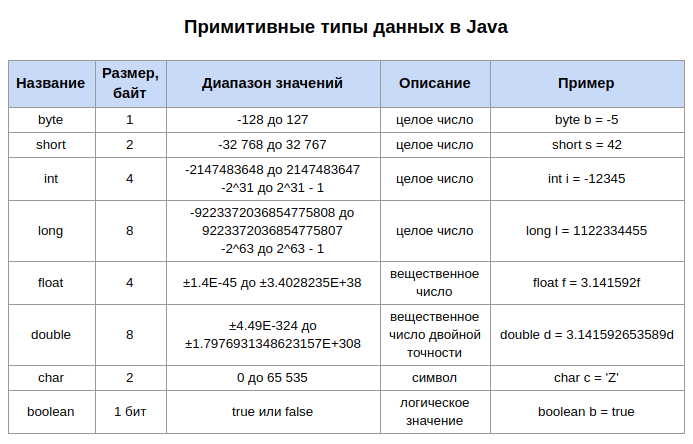 Примитивные типы данных в Java
Название Размер, байт Диапазон значений Описание Пример
byte 1 -128 до 127 целое число byte b = -5
short 2 -32 768 до 32 767 целое число short s = 42
int 4 -2147483648 до 2147483647 целое число int i = -12345
-2^31 до 2^31 - 1
long 8 -9223372036854775808 до целое число long l = 1122334455
9223372036854775807
-2^63 до 2^63 - 1
float 4 ±1.4E-45 до ±3.4028235E+38 вещественное число float f = 3.141592f
double 8 ±4.49E-324 до вещественное число двойной точности double d = 3.141592653589d
±1.7976931348623157E+308
char 2 0 до 65 535 символ char c = 'Z'
boolean 1 бит true или false логическое значение boolean b = true